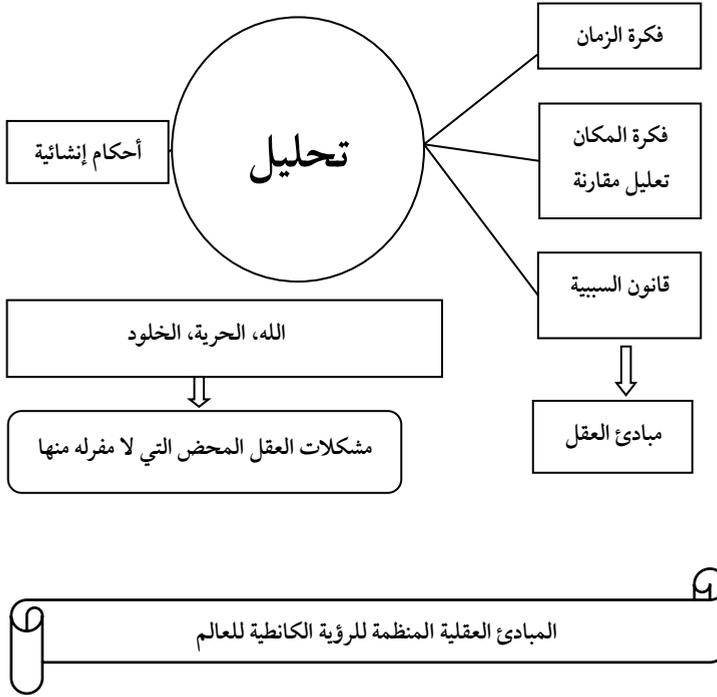 فكرة الزمان
فكرة المكان
تعليل مقارنة
قانون السببية
مبادئ العقل
تحليل
أحكام إنشائية
الله، الحرية، الخلود
مشكلات العقل المحض التي لا مفرله منها
المبادئ العقلية المنظمة للرؤية الكانطية للعالم